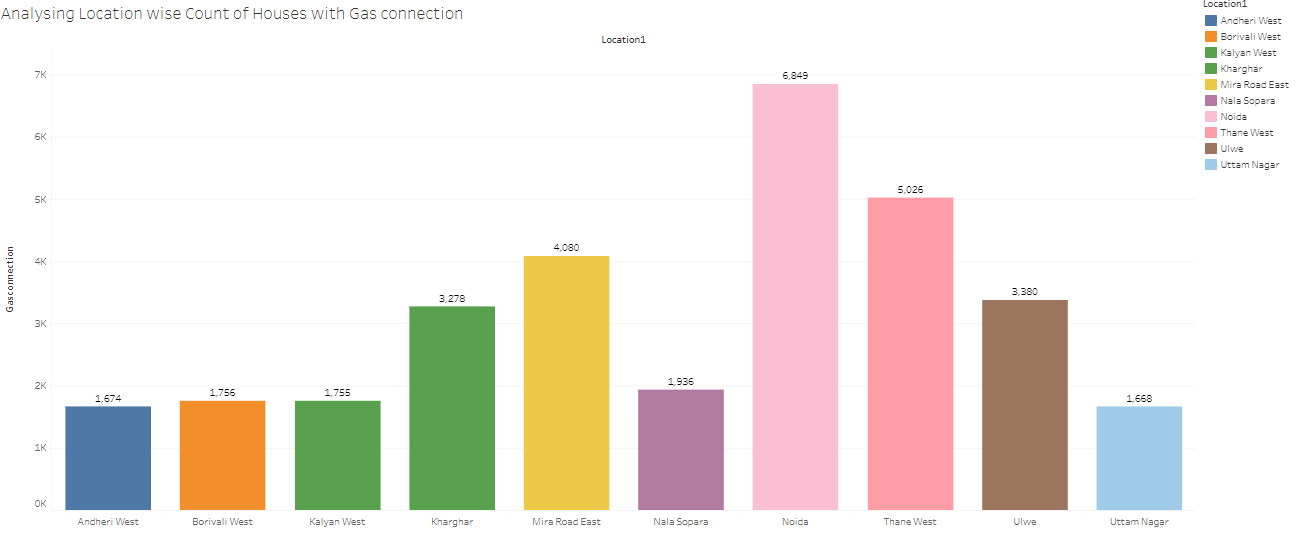 Analysing Location wise Count of Houses with Gas connection
Location1
7K
6K
5K
4K
3K
2K
1K
0K
Gasconnection
1,674
1,756
1,755
3,278
4,080
1,936
6,849
5,026
3,380
1,668
Andheri West
Borivali West
Kalyan West
Kharghar
Mira Road East
Nala Sopara
Noida
Thane West
Ulwe
Uttam Nagar
Location1
Andheri West
Borivali West
Kalyan West
Kharghar
Mira Road East
Nala Sopara
Noida
Thane West
Ulwe
Uttam Nagar